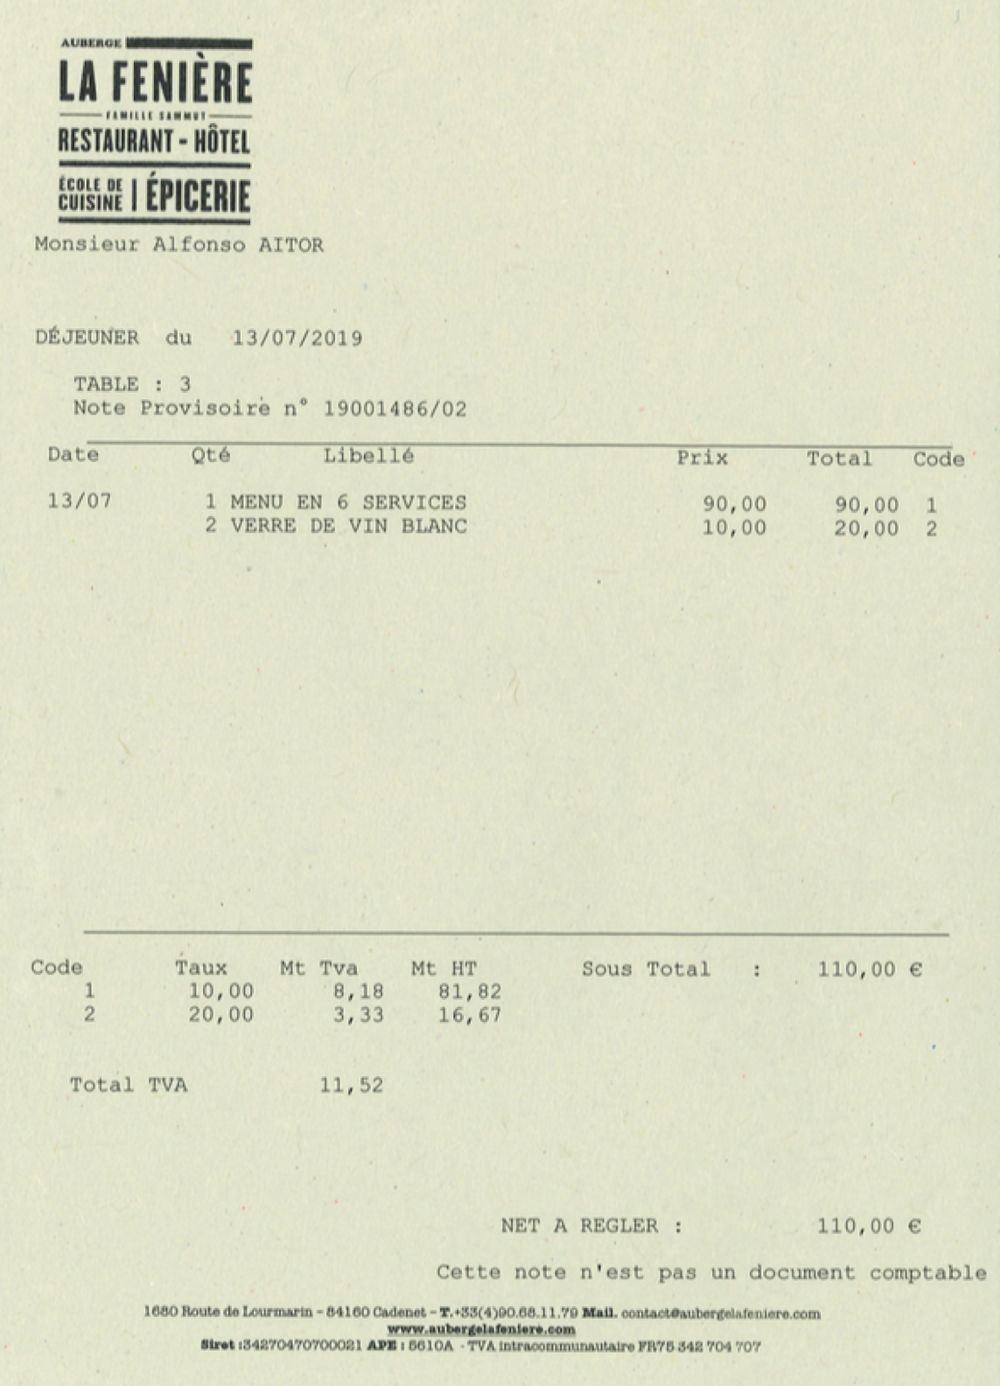 AUBERGE
LA FENIÈRE
FAMILLE SAMMUT
RESTAURANT - HÔTEL
ÉCOLE DE CUISINE | ÉPICERIE
Monsieur Alfonso AITOR
DÉJEUNER du 13/07/2019
TABLE : 3
Note Provisoire n° 19001486/02
Date Qté Libellé Prix Total Code
13/07 1 MENU EN 6 SERVICES 90,00 90,00 1
2 VERRE DE VIN BLANC 10,00 20,00 2
Code Taux Mt Tva Mt HT Sous Total : 110,00 €
1 10,00 8,18 81,82
2 20,00 3,33 16,67
Total TVA 11,52
NET A REGLER : 110,00 €
Cette note n'est pas un document comptable
1680 Route de Lourmarin - 84160 Cadenet - T.+33(4)90.68.11.79 Mail. contact@aubergelafeniere.com
www.aubergelafeniere.com
Siret :34270470700021 APE : 5610A - TVA intracommunautaire FR75 342 704 707